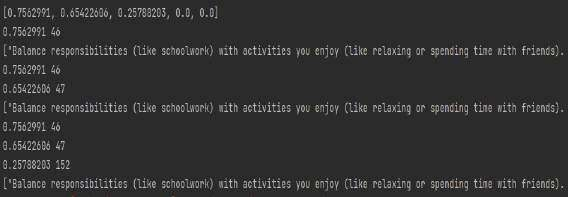 [0.7562991, 0.65422606, 0.25788203, 0.0, 0.0]
0.7562991 46
["Balance responsibilities (like schoolwork) with activities you enjoy (like relaxing or spending time with friends).
0.7562991 46
0.65422606 47
["Balance responsibilities (like schoolwork) with activities you enjoy (like relaxing or spending time with friends).
0.7562991 46
0.65422606 47
0.25788203 152
["Balance responsibilities (like schoolwork) with activities you enjoy (like relaxing or spending time with friends).